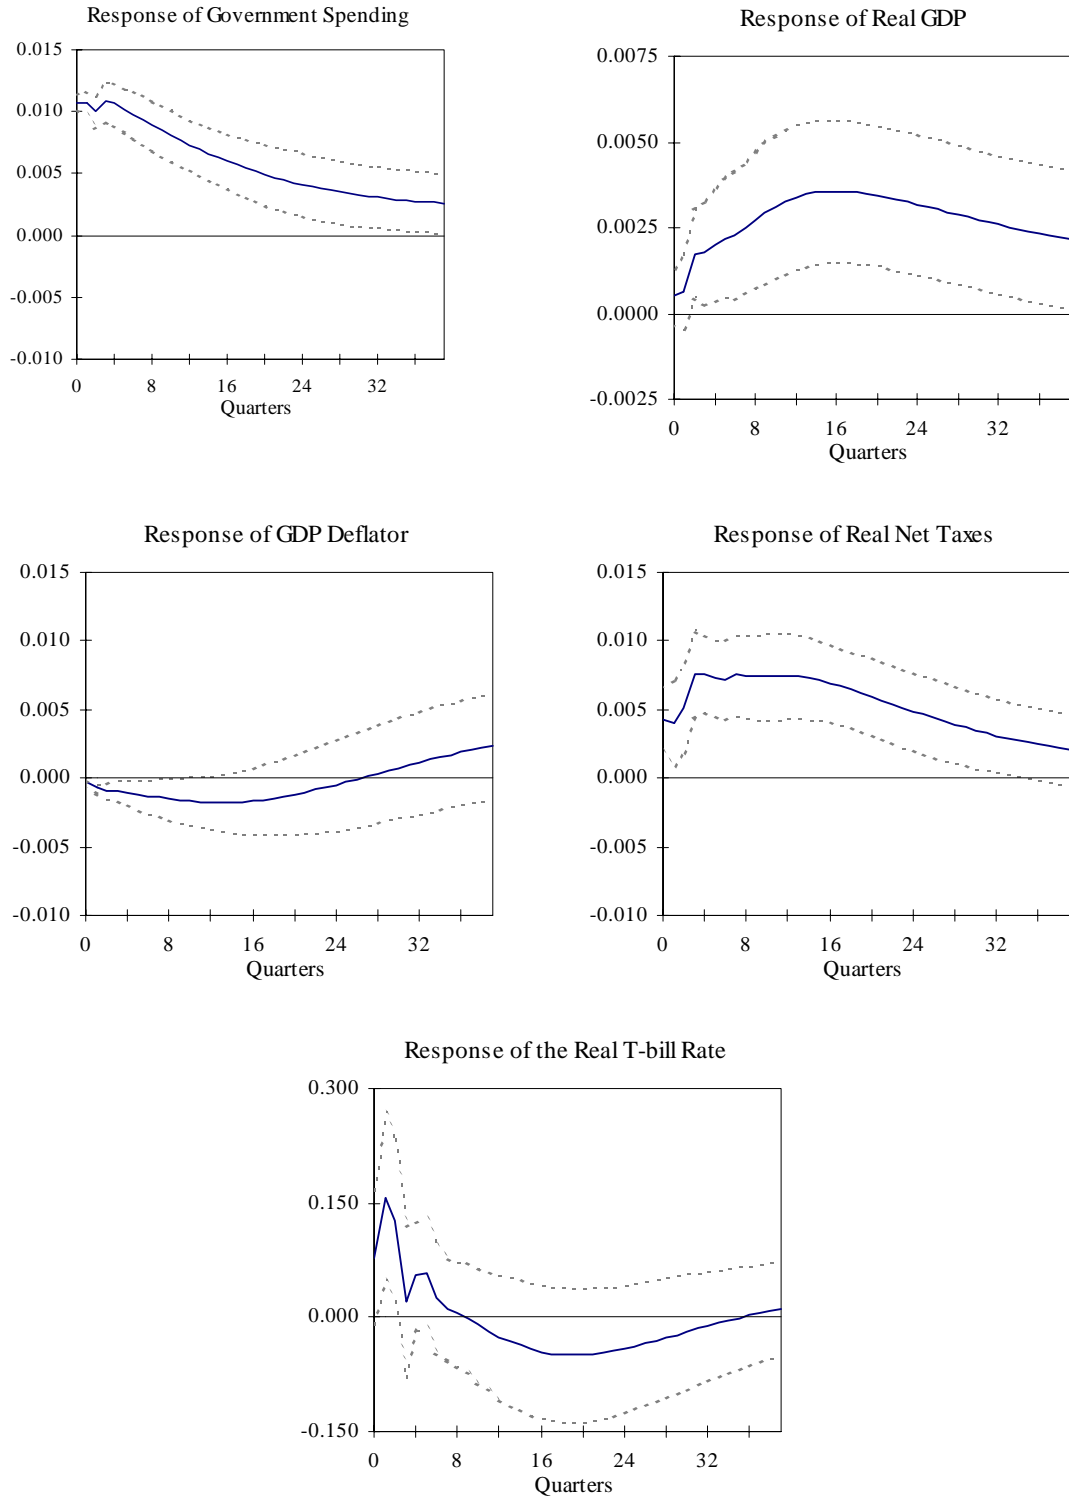 Response of Government Spending
0.015
0.010
0.005
0.000
-0.005
-0.010
0 8 16 24 32
Quarters
Response of Real GDP
0.0075
0.0050
0.0025
0.0000
-0.0025
0 8 16 24 32
Quarters
Response of GDP Deflator
0.015
0.010
0.005
0.000
-0.005
-0.010
0 8 16 24 32
Quarters
Response of Real Net Taxes
0.015
0.010
0.005
0.000
-0.005
-0.010
0 8 16 24 32
Quarters
Response of the Real T-bill Rate
0.300
0.150
0.000
-0.150
0 8 16 24 32
Quarters